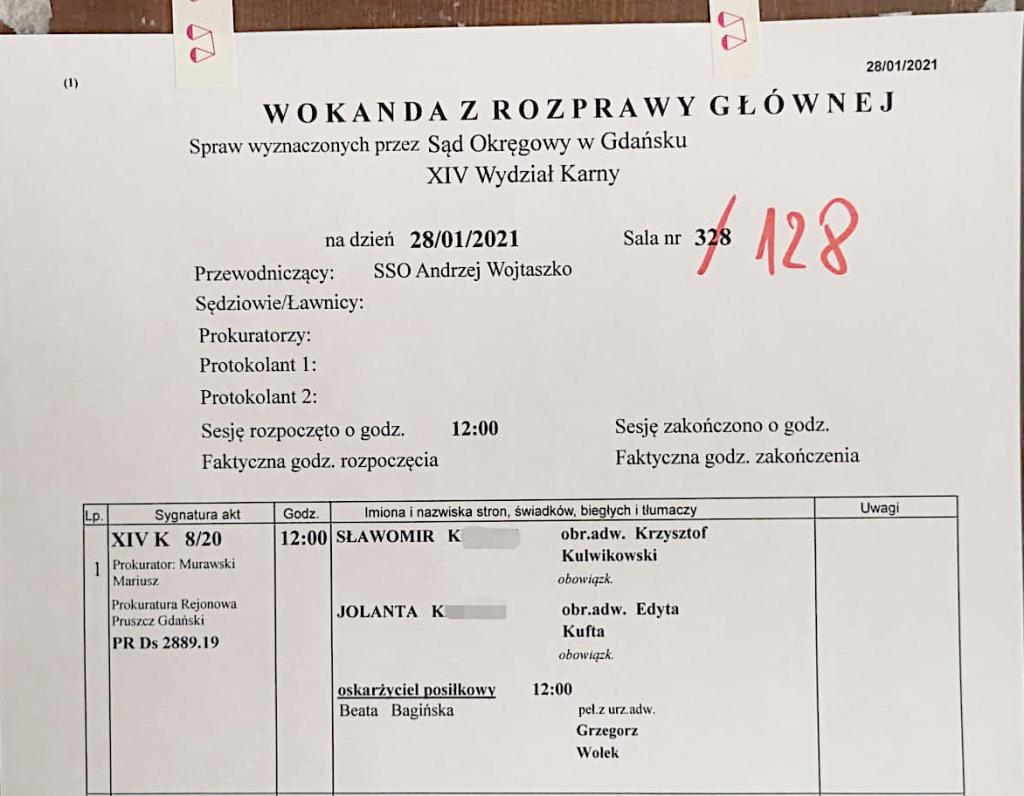 28/01/2021
(1)
WOKANDA Z ROZPRAWY GŁÓWNEJ
Spraw wyznaczonych przez Sąd Okręgowy w Gdańsku
XIV Wydział Karny
na dzień 28/01/2021 Sala nr 328 / 128
Przewodniczący: SSO Andrzej Wojtaszko
Sędziowie/Ławnicy:
Prokuratorzy:
Protokolant 1:
Protokolant 2:
Sesję rozpoczęto o godz. 12:00 Sesję zakończono o godz.
Faktyczna godz. rozpoczęcia Faktyczna godz. zakończenia
Lp. Sygnatura akt Godz. Imiona i nazwiska stron, świadków, biegłych i tłumaczy Uwagi
XIV K 8/20 12:00 SŁAWOMIR K obr.adw. Krzysztof
Kulwikowski
1 Prokurator: Murawski
Mariusz obowiązk.
Prokuratura Rejonowa JOLANTA K obr.adw. Edyta
Pruszcz Gdański Kufta
PR Ds 2889.19 obowiązk.
oskarżyciel posiłkowy 12:00
Beata Bagińska peł.z urz.adw.
Grzegorz
Wolek